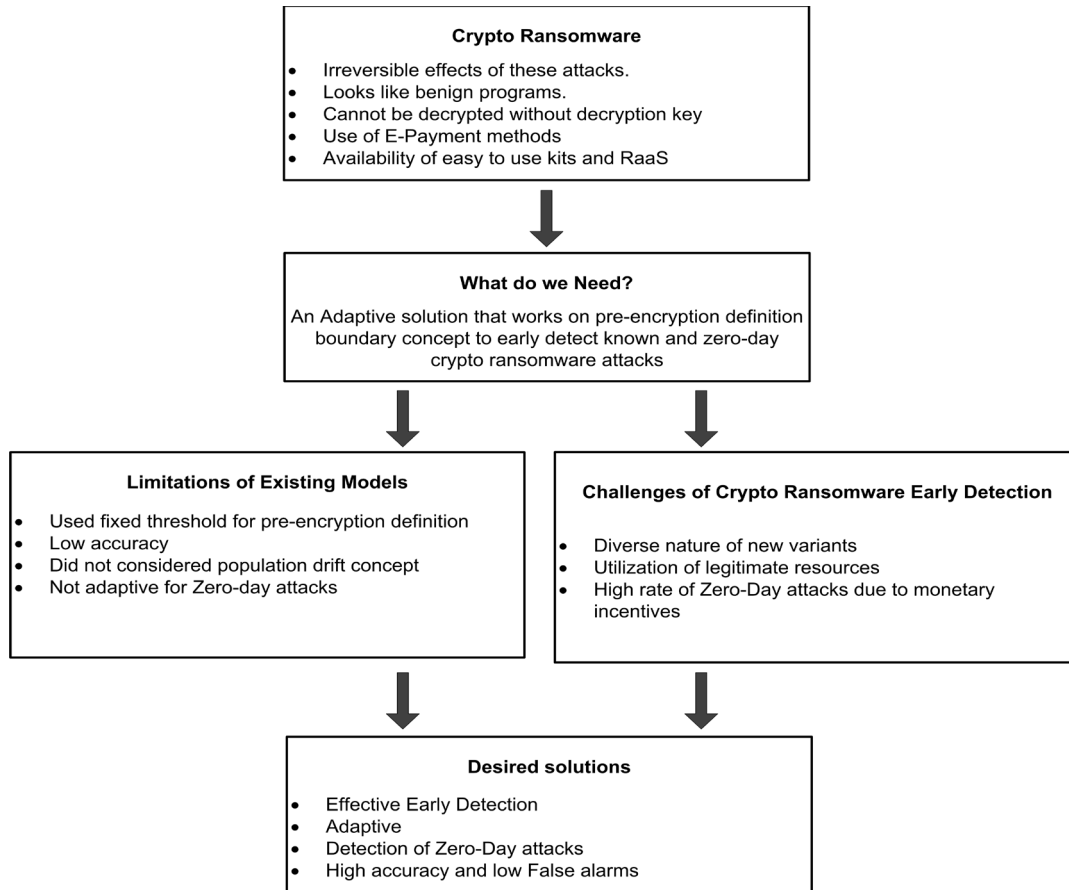 Crypto Ransomware
• Irreversible effects of these attacks.
• Looks like benign programs.
• Cannot be decrypted without decryption key
• Use of E-Payment methods
• Availability of easy to use kits and RaaS
What do we Need?
An Adaptive solution that works on pre-encryption definition
boundary concept to early detect known and zero-day
crypto ransomware attacks
Limitations of Existing Models
• Used fixed threshold for pre-encryption definition
• Low accuracy
• Did not considered population drift concept
• Not adaptive for Zero-day attacks
Challenges of Crypto Ransomware Early Detection
• Diverse nature of new variants
• Utilization of legitimate resources
• High rate of Zero-Day attacks due to monetary
incentives
Desired solutions
• Effective Early Detection
• Adaptive
• Detection of Zero-Day attacks
• High accuracy and low False alarms